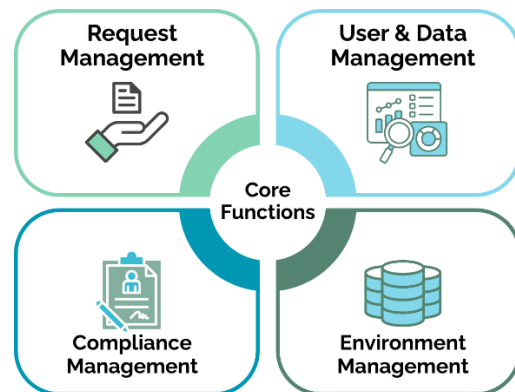 Request
Management
User & Data
Management
Core
Functions
Compliance
Management
Environment
Management